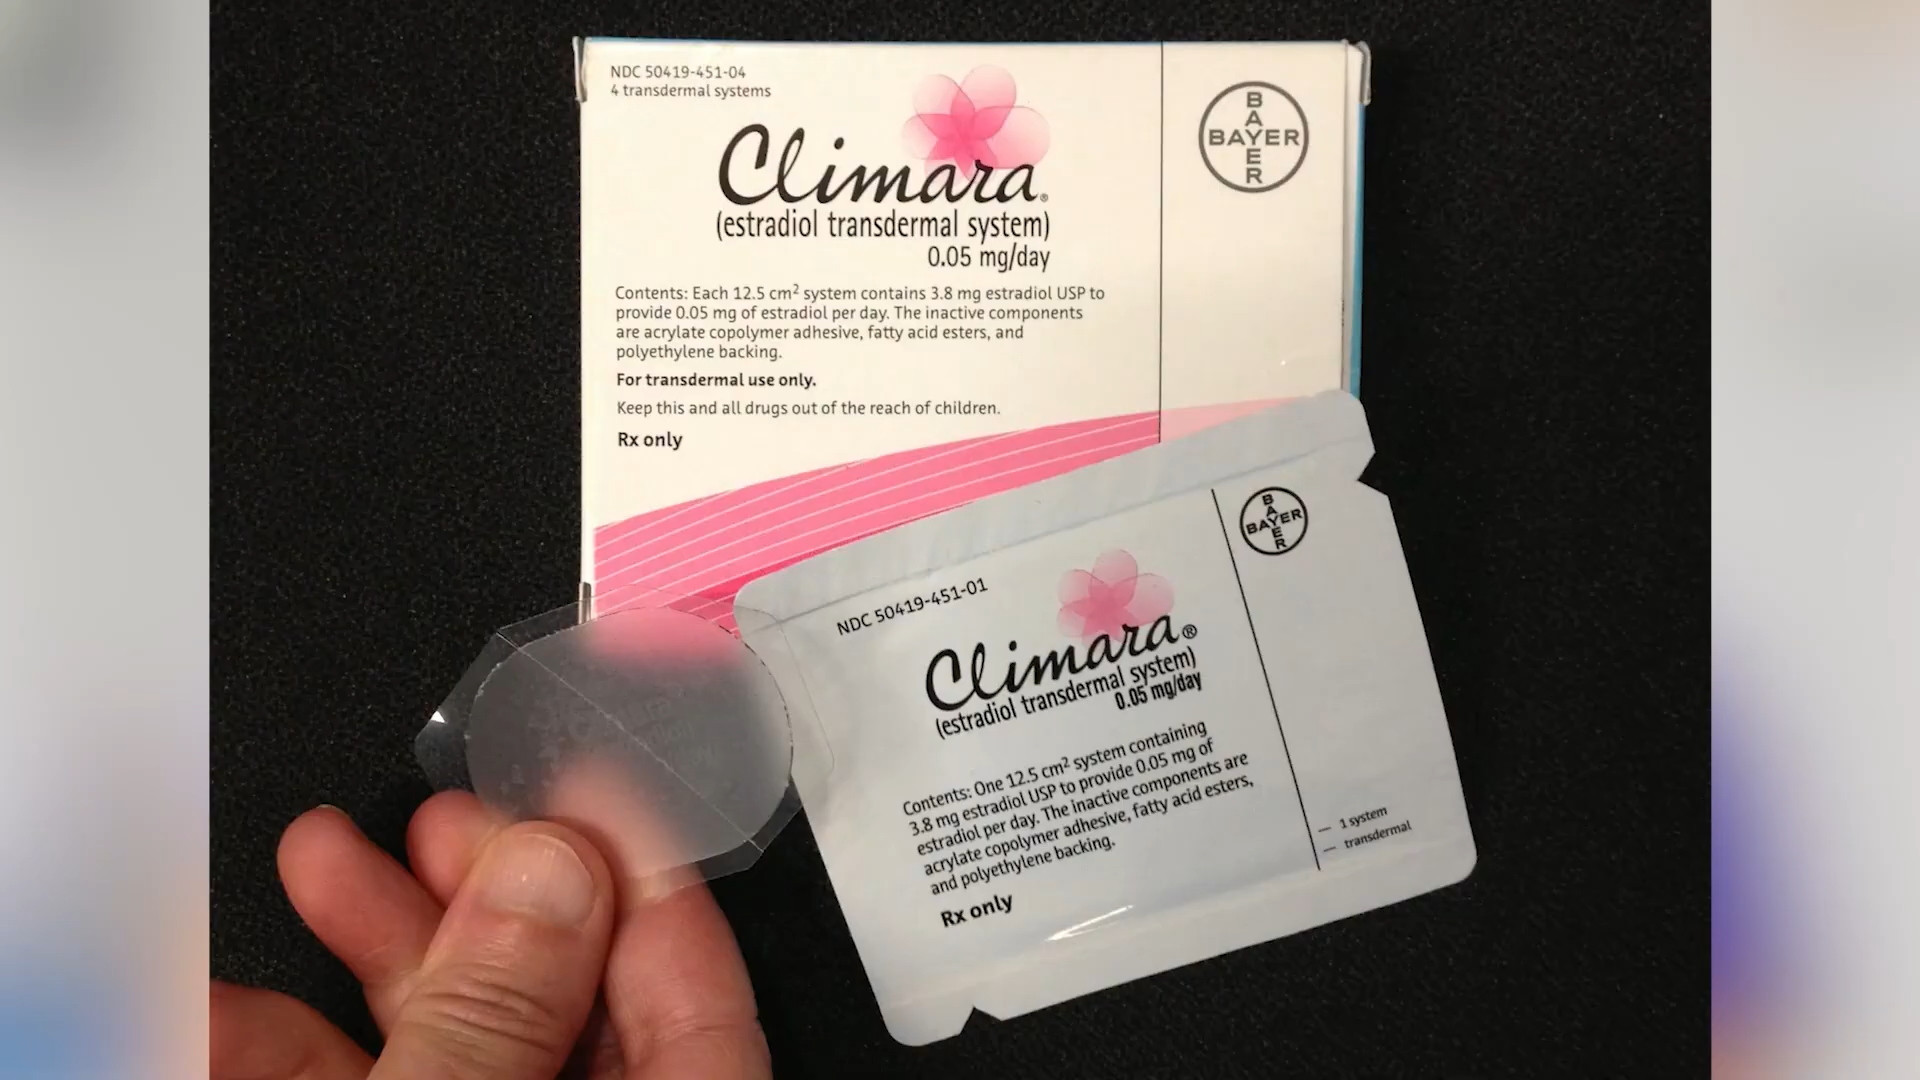 NDC 50419-451-04
4 transdermal systems
Climara®
(estradiol transdermal system)
0.05 mg/day
Contents: Each 12.5 cm² system contains 3.8 mg estradiol USP to
provide 0.05 mg of estradiol per day. The inactive components
are acrylate copolymer adhesive, fatty acid esters, and
polyethylene backing.
For transdermal use only.
Keep this and all drugs out of the reach of children.
Rx only
BAYER
BAYER
NDC 50419-451-01
Climara®
(estradiol transdermal system)
0.05 mg/day
Contents: One 12.5 cm² system containing
3.8 mg estradiol USP to provide 0.05 mg of
estradiol per day. The inactive components are
acrylate copolymer adhesive, fatty acid esters,
and polyethylene backing.
Rx only
BAYER
BAYER
— 1 system
— transdermal